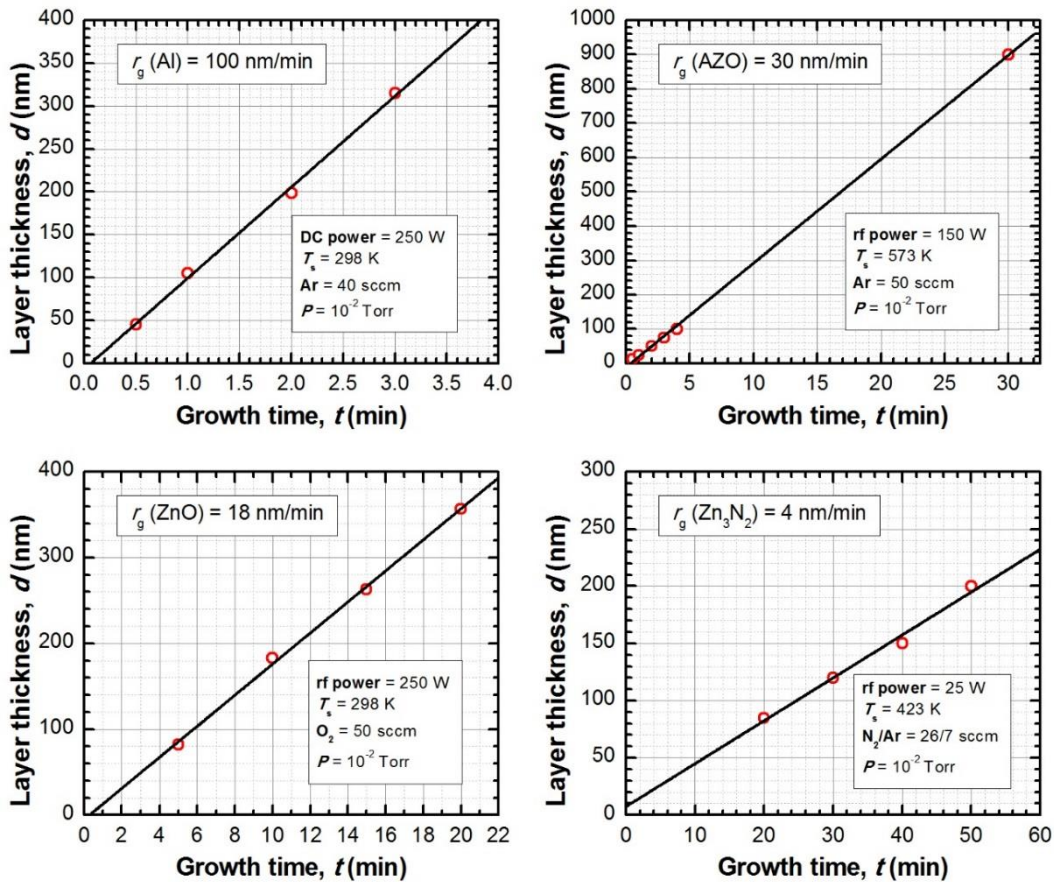 r_g (Al) = 100 nm/min
DC power = 250 W
T_s = 298 K
Ar = 40 sccm
P = 10^-2 Torr
Layer thickness, d (nm)
400
350
300
250
200
150
100
50
0
0.0 0.5 1.0 1.5 2.0 2.5 3.0 3.5 4.0
Growth time, t (min)
r_g (AZO) = 30 nm/min
rf power = 150 W
T_s = 573 K
Ar = 50 sccm
P = 10^-2 Torr
Layer thickness, d (nm)
1000
900
800
700
600
500
400
300
200
100
0
0 5 10 15 20 25 30
Growth time, t (min)
r_g (ZnO) = 18 nm/min
rf power = 250 W
T_s = 298 K
O_2 = 50 sccm
P = 10^-2 Torr
Layer thickness, d (nm)
400
320
240
160
80
0
0 2 4 6 8 10 12 14 16 18 20 22
Growth time, t (min)
r_g (Zn_3N_2) = 4 nm/min
rf power = 25 W
T_s = 423 K
N_2/Ar = 26/7 sccm
P = 10^-2 Torr
Layer thickness, d (nm)
300
250
200
150
100
50
0
0 10 20 30 40 50 60
Growth time, t (min)